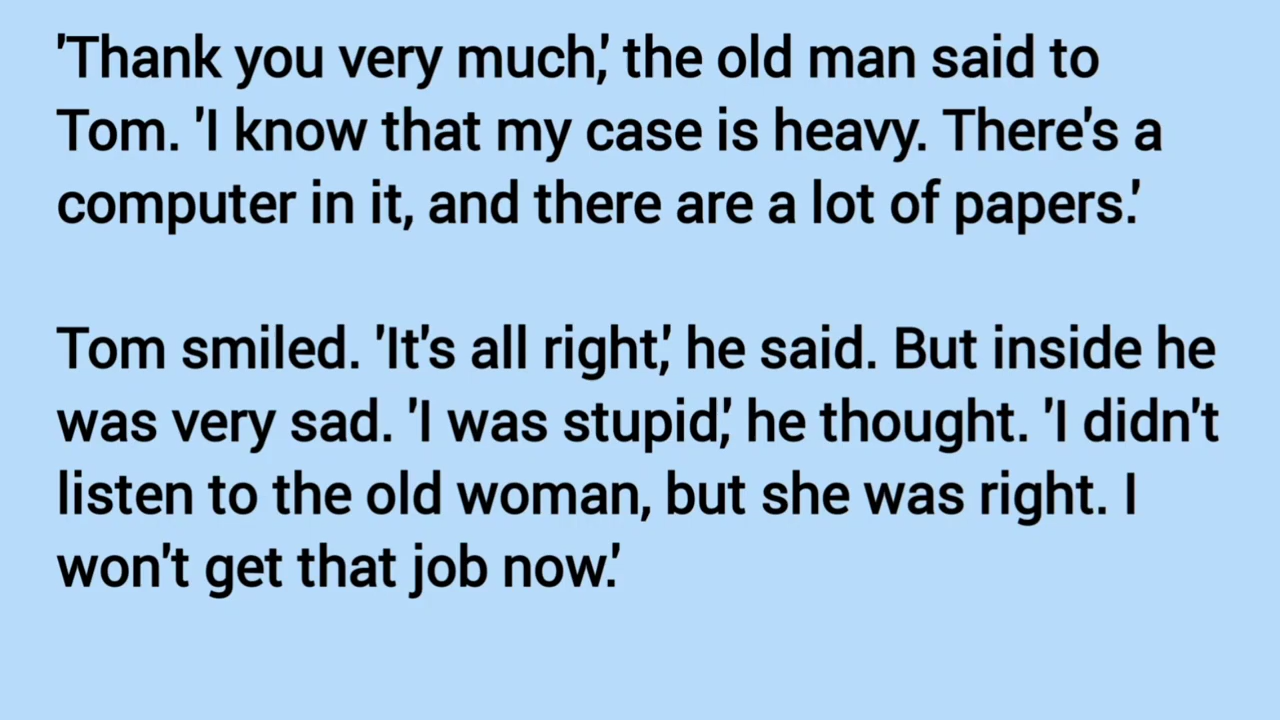 'Thank you very much,' the old man said to
Tom. 'I know that my case is heavy. There's a
computer in it, and there are a lot of papers.'
Tom smiled. 'It's all right,' he said. But inside he
was very sad. 'I was stupid,' he thought. 'I didn't
listen to the old woman, but she was right. I
won't get that job now.'